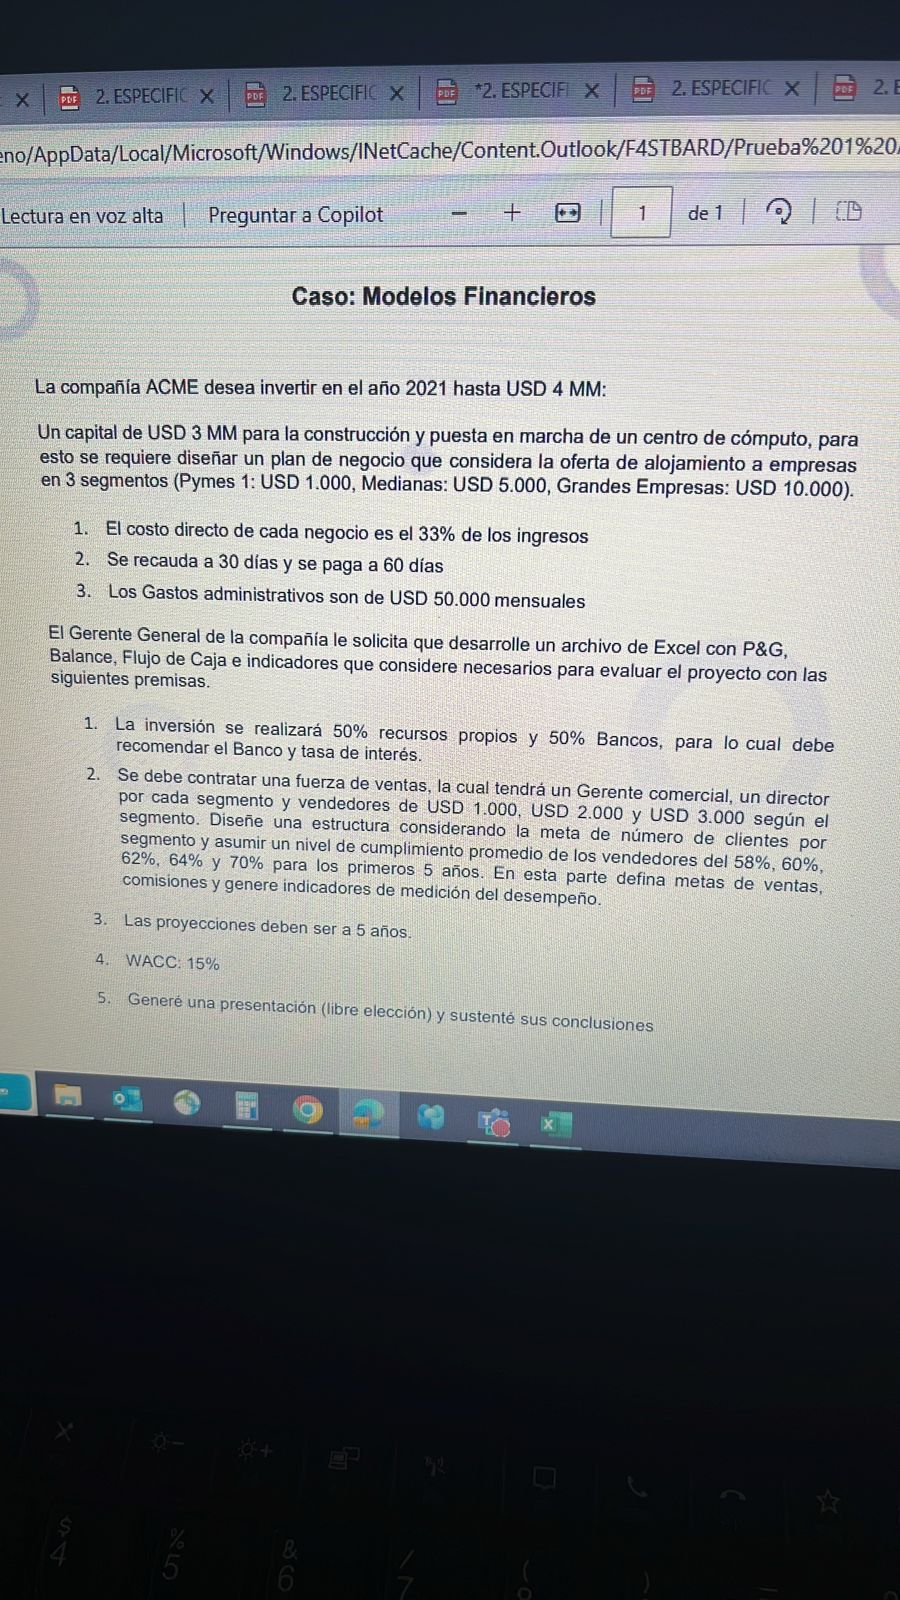 2. ESPECIFIC
2. ESPECIFIC
*2. ESPECIFI
2. ESPECIFIC
2. E
eno/AppData/Local/Microsoft/Windows/INetCache/Content.Outlook/F4STBARD/Prueba%201%20
Lectura en voz alta
Preguntar a Copilot
1
de 1
Caso: Modelos Financieros
La compañía ACME desea invertir en el año 2021 hasta USD 4 MM:
Un capital de USD 3 MM para la construcción y puesta en marcha de un centro de cómputo, para
esto se requiere diseñar un plan de negocio que considera la oferta de alojamiento a empresas
en 3 segmentos (Pymes 1: USD 1.000, Medianas: USD 5.000, Grandes Empresas: USD 10.000).
1. El costo directo de cada negocio es el 33% de los ingresos
2. Se recauda a 30 días y se paga a 60 días
3. Los Gastos administrativos son de USD 50.000 mensuales
El Gerente General de la compañía le solicita que desarrolle un archivo de Excel con P&G,
Balance, Flujo de Caja e indicadores que considere necesarios para evaluar el proyecto con las
siguientes premisas.
1. La inversión se realizará 50% recursos propios y 50% Bancos, para lo cual debe
recomendar el Banco y tasa de interés.
2. Se debe contratar una fuerza de ventas, la cual tendrá un Gerente comercial, un director
por cada segmento y vendedores de USD 1.000, USD 2.000 y USD 3.000 según el
segmento. Diseñe una estructura considerando la meta de número de clientes por
segmento y asumir un nivel de cumplimiento promedio de los vendedores del 58%, 60%,
62%, 64% y 70% para los primeros 5 años. En esta parte defina metas de ventas,
comisiones y genere indicadores de medición del desempeño.
3. Las proyecciones deben ser a 5 años.
4. WACC: 15%
5. Generé una presentación (libre elección) y sustenté sus conclusiones
$
4
%
5
&
6
/
7
(
)